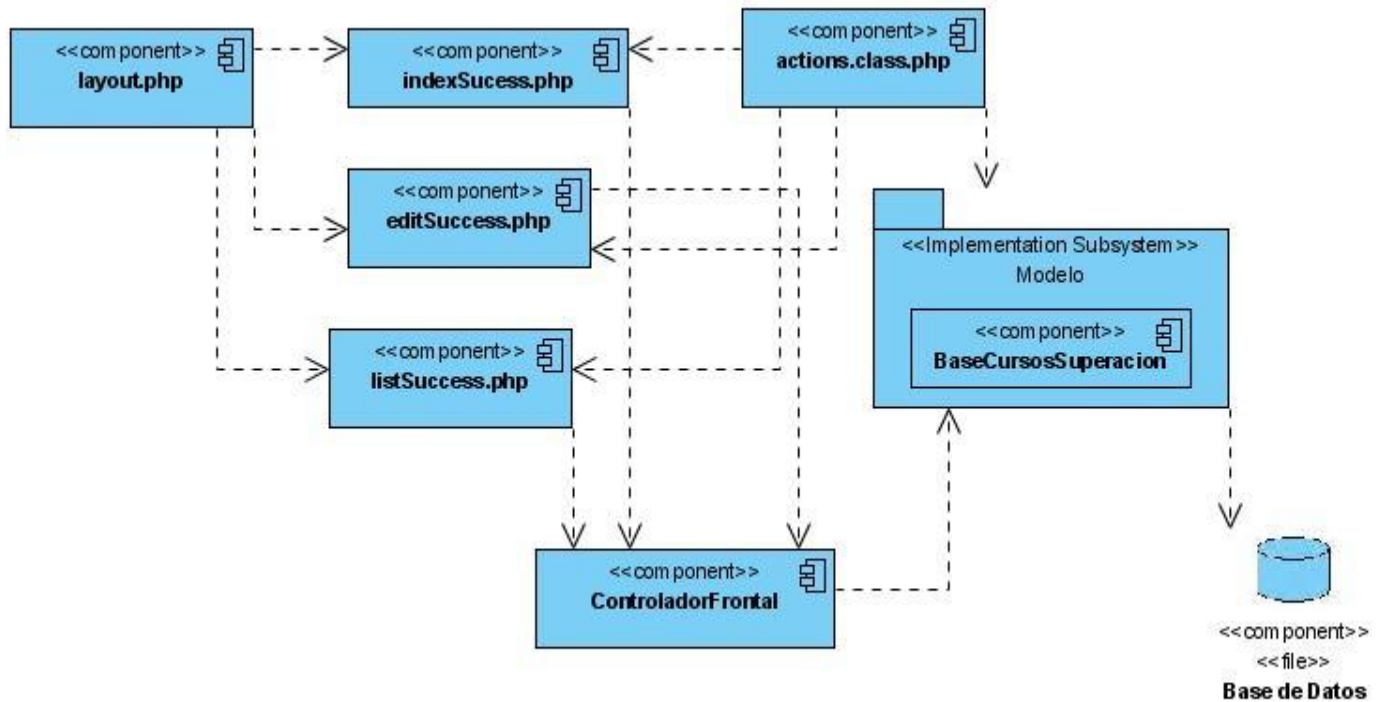 <<component>>
layout.php
<<component>>
indexSucess.php
<<component>>
actions.class.php
<<component>>
editSuccess.php
<<Implementation Subsystem>>
Modelo
<<component>>
BaseCursosSuperacion
<<component>>
listSuccess.php
<<component>>
ControladorFrontal
<<component>>
<<file>>
Base de Datos